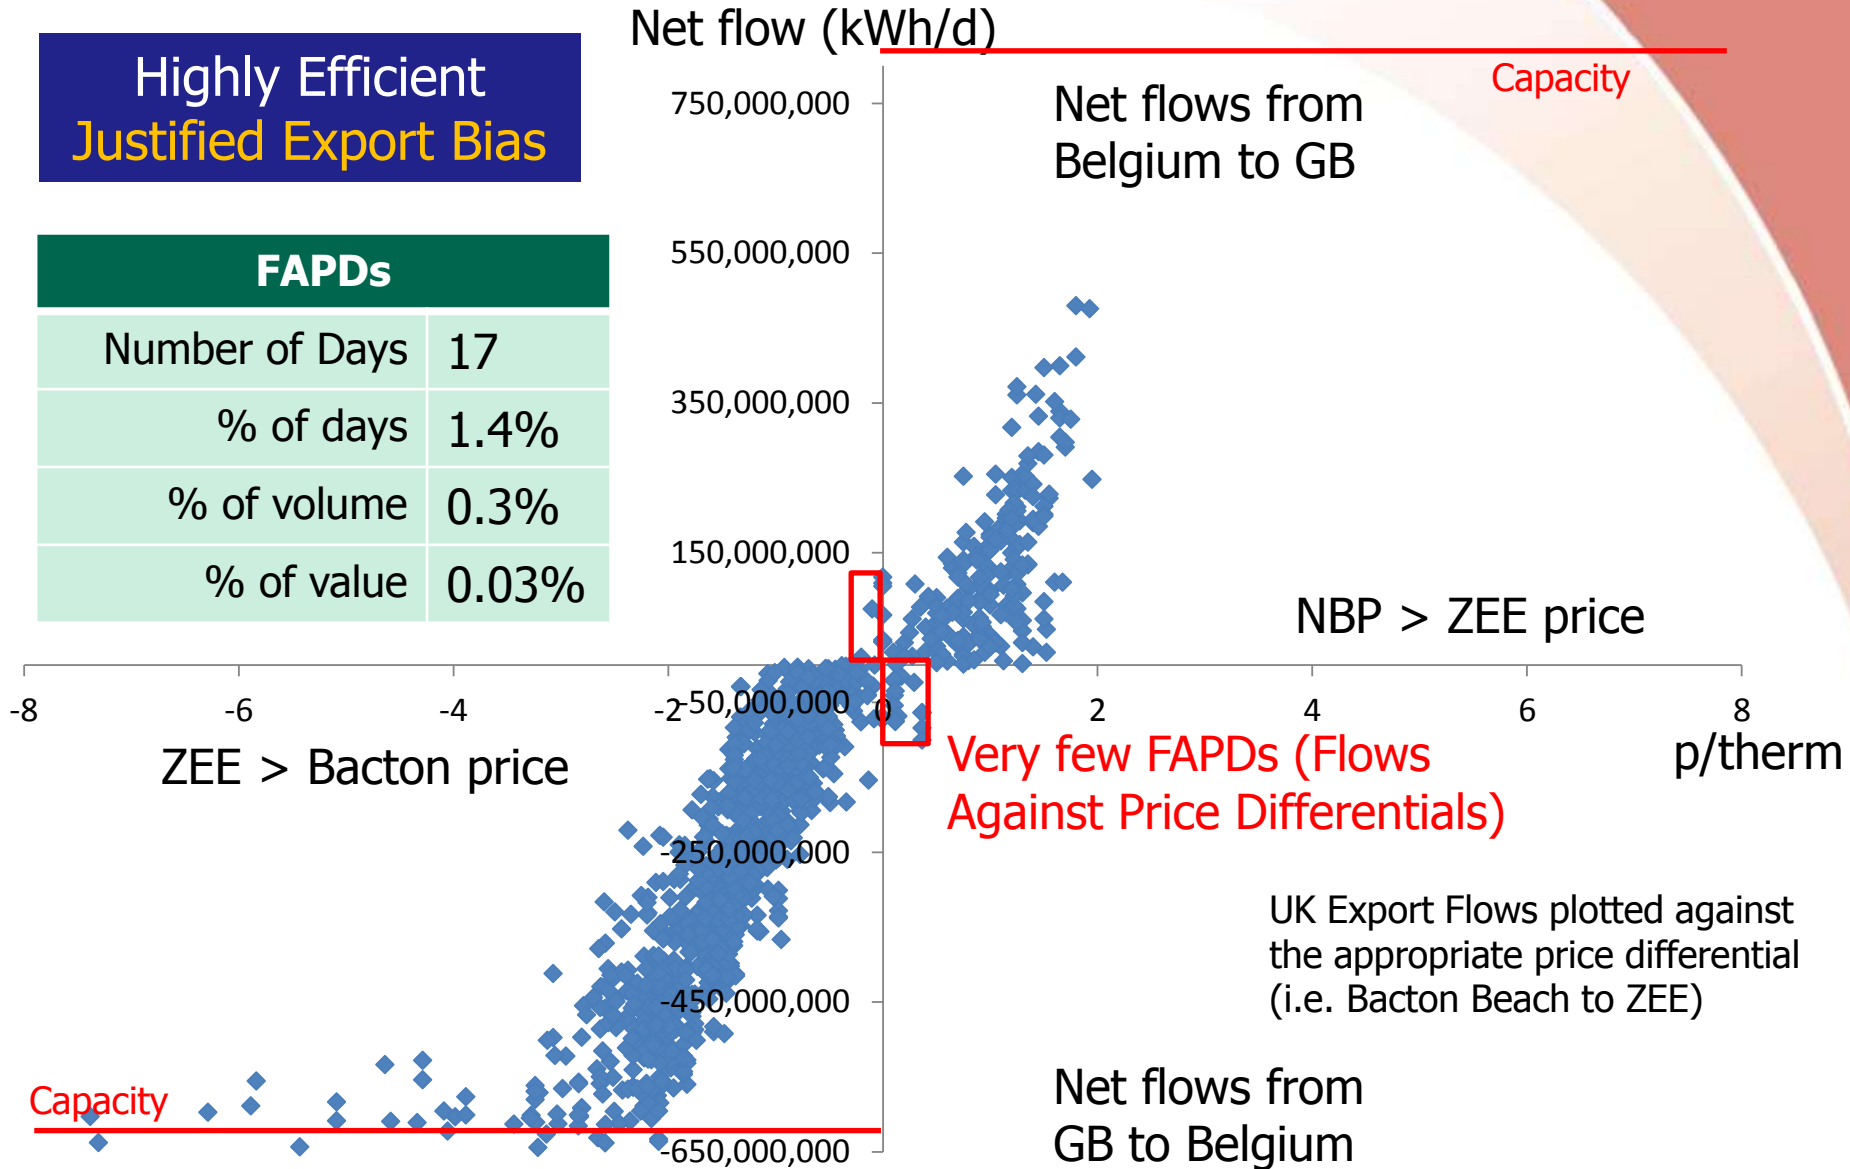 Highly Efficient
Justified Export Bias
Net flow (kWh/d)
Capacity
Net flows from
Belgium to GB
FAPDs
Number of Days 17
% of days 1.4%
% of volume 0.3%
% of value 0.03%
750,000,000
550,000,000
350,000,000
150,000,000
-50,000,000
-250,000,000
-450,000,000
-650,000,000
NBP > ZEE price
-8 -6 -4 -2 0 2 4 6 8
ZEE > Bacton price
p/therm
Very few FAPDs (Flows
Against Price Differentials)
UK Export Flows plotted against
the appropriate price differential
(i.e. Bacton Beach to ZEE)
Capacity
Net flows from
GB to Belgium